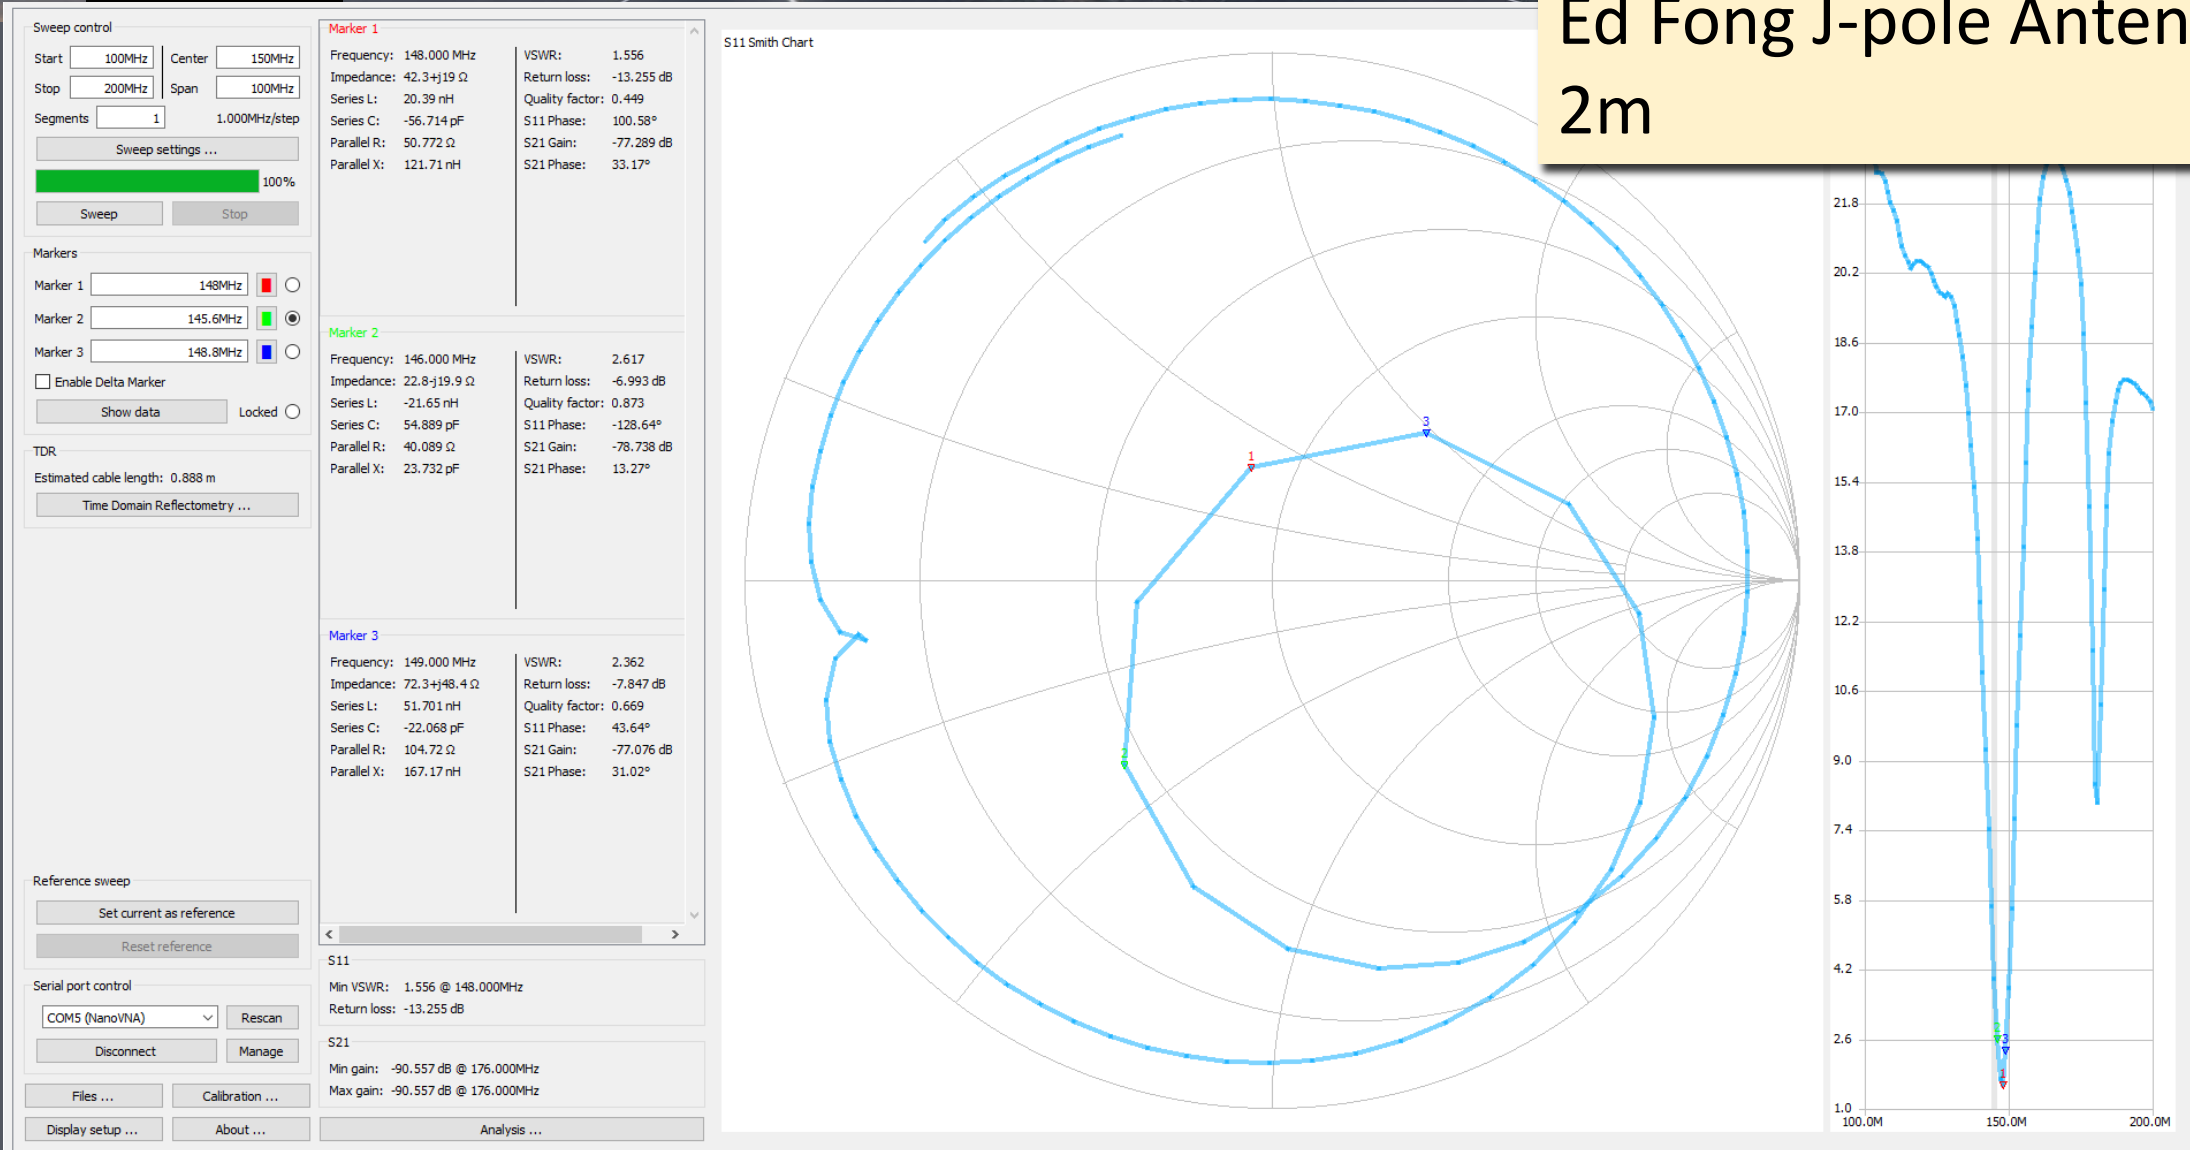 Ed Fong J-pole Anten
2m
Sweep control
Start 100MHz Center 150MHz
Stop 200MHz Span 100MHz
Segments 1 1.000MHz/step
Sweep settings ...
100%
Sweep Stop
Markers
Marker 1 148MHz
Marker 2 145.6MHz
Marker 3 148.8MHz
Enable Delta Marker
Show data Locked
TDR
Estimated cable length: 0.888 m
Time Domain Reflectometry ...
Reference sweep
Set current as reference
Reset reference
Serial port control
COM5 (NanoVNA) Rescan
Disconnect Manage
Files ... Calibration ...
Display setup ... About ...
Marker 1
Frequency: 148.000 MHz VSWR: 1.556
Impedance: 42.3+j19 Ω Return loss: -13.255 dB
Series L: 20.39 nH Quality factor: 0.449
Series C: -56.714 pF S11 Phase: 100.58°
Parallel R: 50.772 Ω S21 Gain: -77.289 dB
Parallel X: 121.71 nH S21 Phase: 33.17°
Marker 2
Frequency: 146.000 MHz VSWR: 2.617
Impedance: 22.8-j19.9 Ω Return loss: -6.993 dB
Series L: -21.65 nH Quality factor: 0.873
Series C: 54.889 pF S11 Phase: -128.64°
Parallel R: 40.089 Ω S21 Gain: -78.738 dB
Parallel X: 23.732 pF S21 Phase: 13.27°
Marker 3
Frequency: 149.000 MHz VSWR: 2.362
Impedance: 72.3+j48.4 Ω Return loss: -7.847 dB
Series L: 51.701 nH Quality factor: 0.669
Series C: -22.068 pF S11 Phase: 43.64°
Parallel R: 104.72 Ω S21 Gain: -77.076 dB
Parallel X: 167.17 nH S21 Phase: 31.02°
S11
Min VSWR: 1.556 @ 148.000MHz
Return loss: -13.255 dB
S21
Min gain: -90.557 dB @ 176.000MHz
Max gain: -90.557 dB @ 176.000MHz
Analysis ...
S11 Smith Chart
3
1
2
21.8
20.2
18.6
17.0
15.4
13.8
12.2
10.6
9.0
7.4
5.8
4.2
2.6
2
3
1
1.0
100.0M 150.0M 200.0M